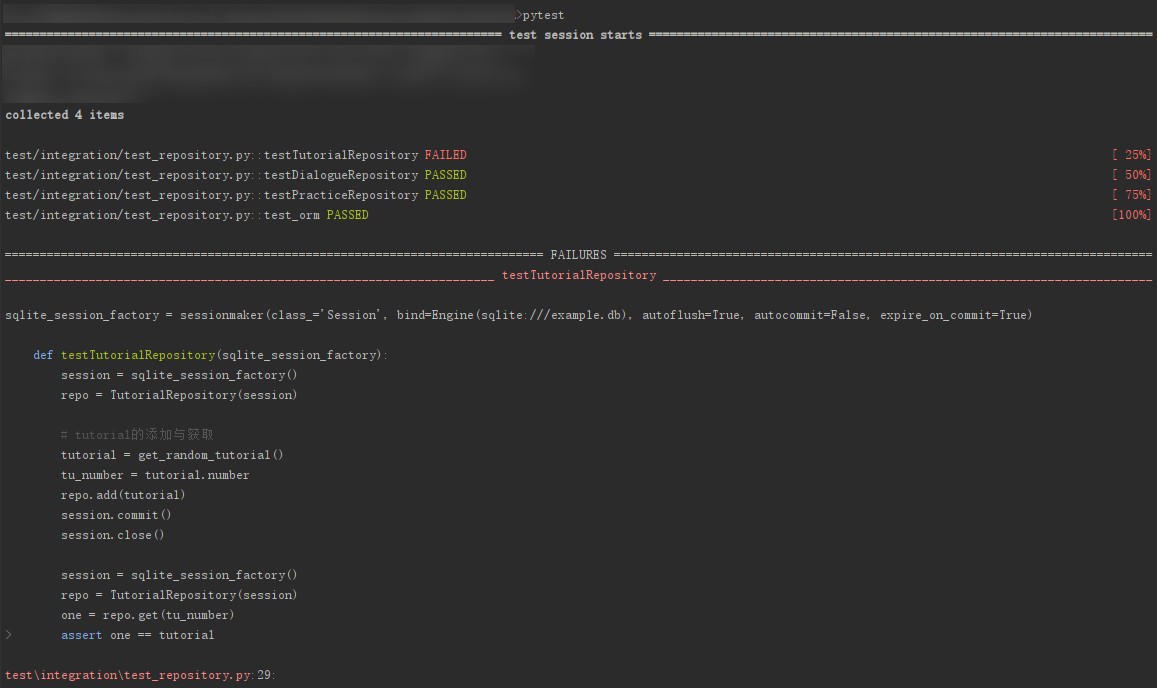 >pytest
================ test session starts ================
collected 4 items
test/integration/test_repository.py::testTutorialRepository FAILED [ 25%]
test/integration/test_repository.py::testDialogueRepository PASSED [ 50%]
test/integration/test_repository.py::testPracticeRepository PASSED [ 75%]
test/integration/test_repository.py::test_orm PASSED [100%]
================ FAILURES ================
________________ testTutorialRepository ________________
sqlite_session_factory = sessionmaker(class_='Session', bind=Engine(sqlite:///example.db), autoflush=True, autocommit=False, expire_on_commit=True)
def testTutorialRepository(sqlite_session_factory):
session = sqlite_session_factory()
repo = TutorialRepository(session)
# tutorial的添加与获取
tutorial = get_random_tutorial()
tu_number = tutorial.number
repo.add(tutorial)
session.commit()
session.close()
session = sqlite_session_factory()
repo = TutorialRepository(session)
one = repo.get(tu_number)
> assert one == tutorial
test\integration\test_repository.py:29: